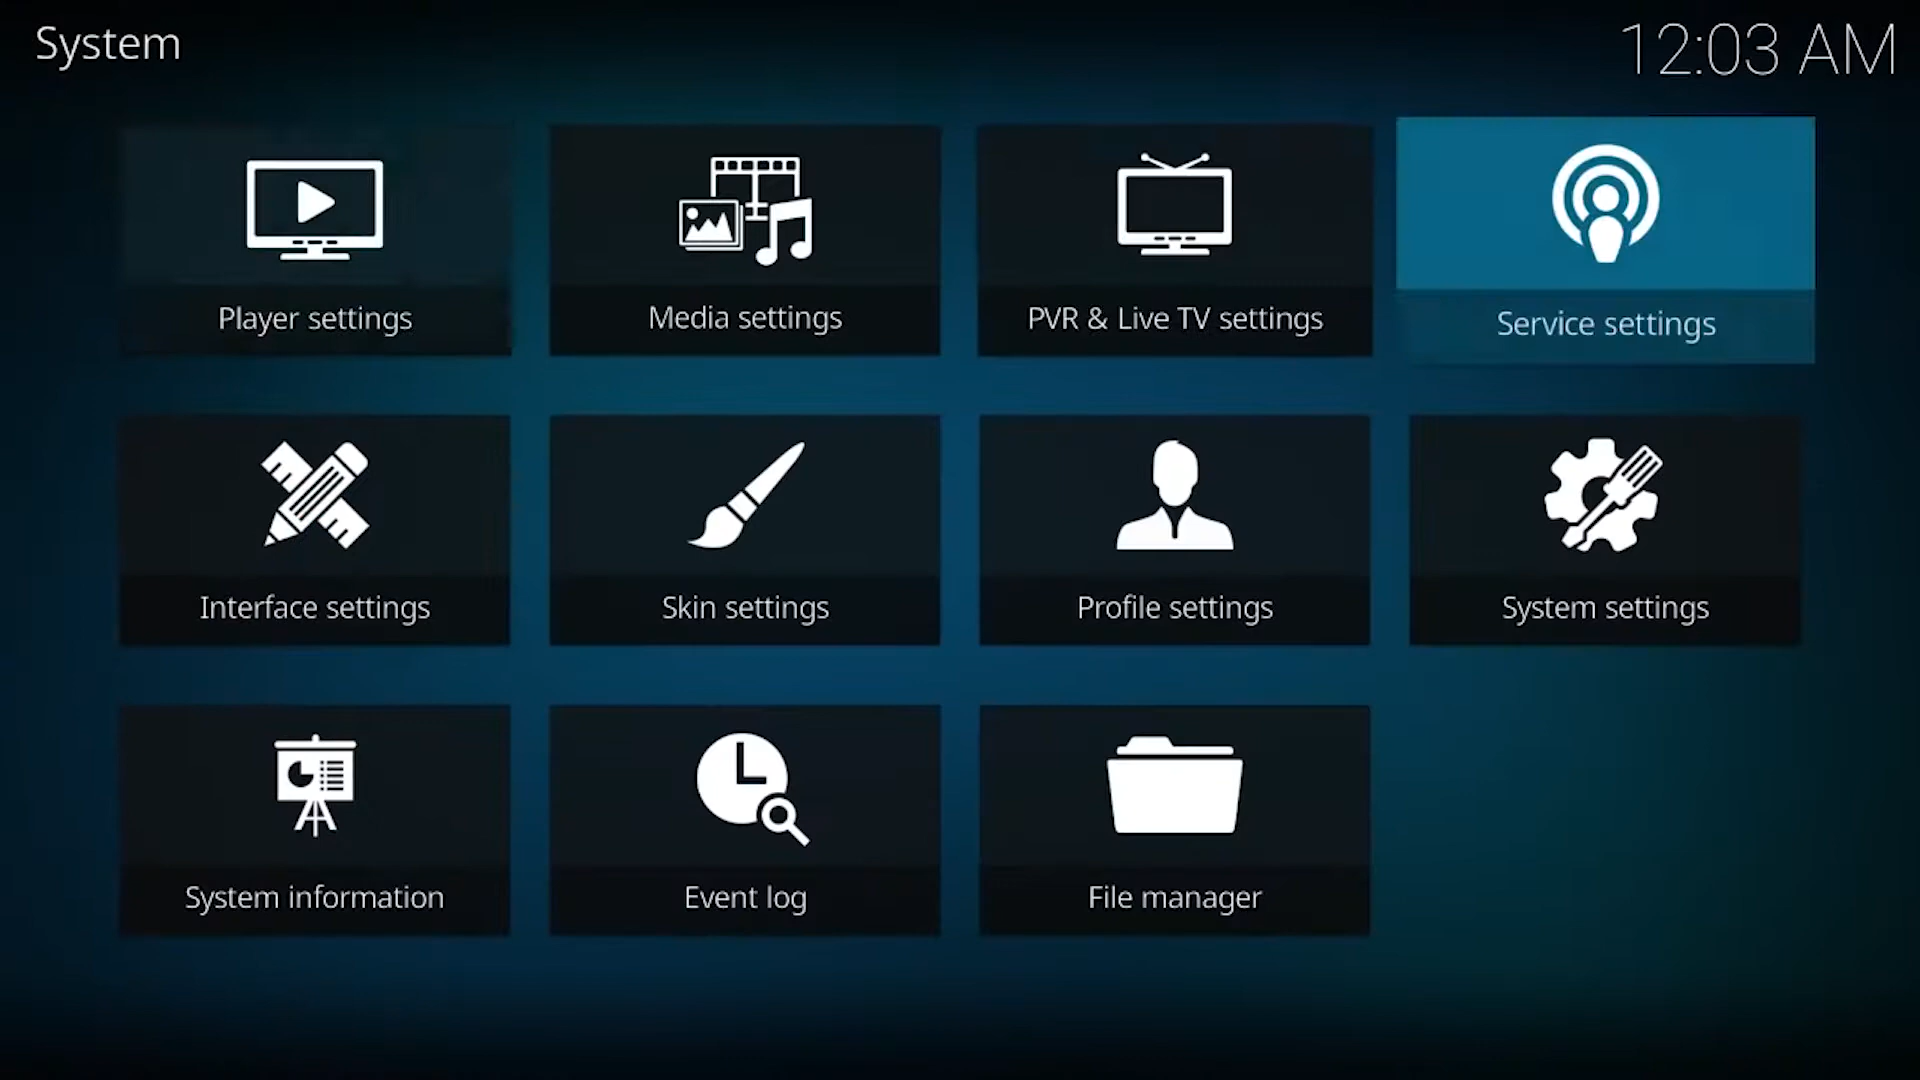 System
12:03 AM
Player settings
Media settings
PVR & Live TV settings
Service settings
Interface settings
Skin settings
Profile settings
System settings
System information
Event log
File manager